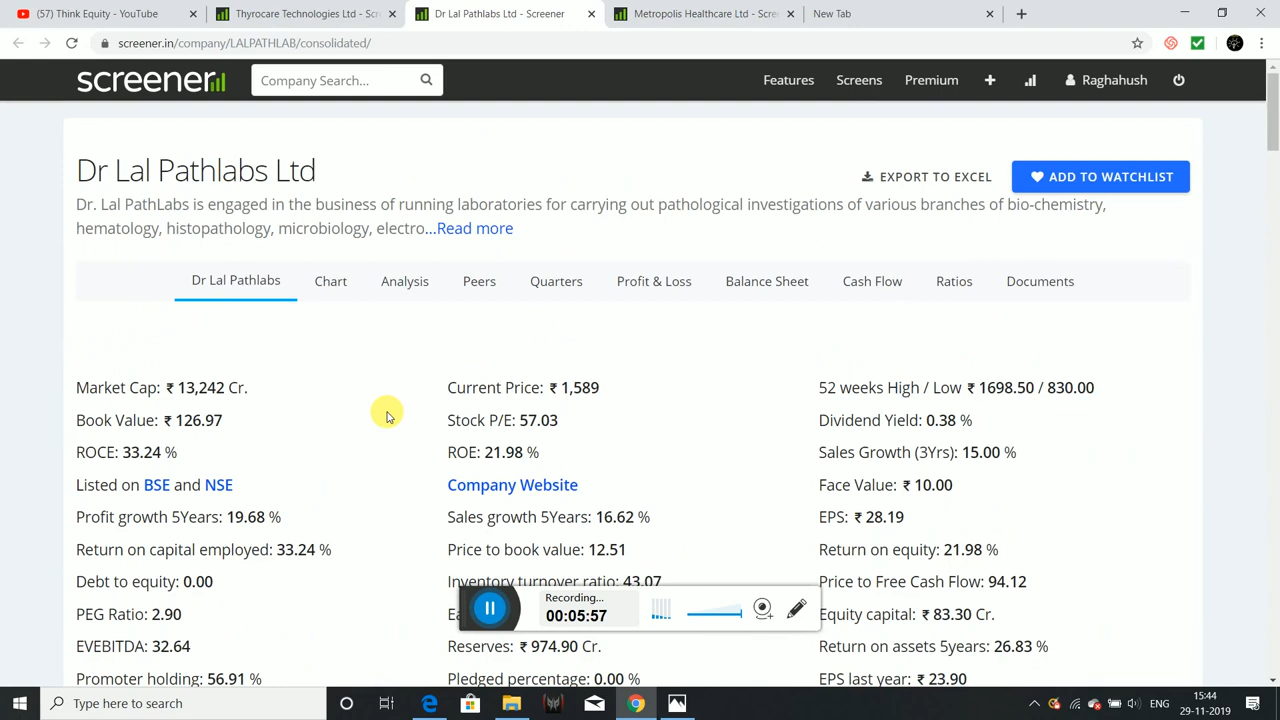 (57) Think Equity - YouTube
Thyrocare Technologies Ltd - Scr
Dr Lal Pathlabs Ltd - Screener
Metropolis Healthcare Ltd - Scree
New Tab
screener.in/company/LALPATHLAB/consolidated/
screener
Company Search...
Features
Screens
Premium
Raghahush
Dr Lal Pathlabs Ltd
EXPORT TO EXCEL
ADD TO WATCHLIST
Dr. Lal PathLabs is engaged in the business of running laboratories for carrying out pathological investigations of various branches of bio-chemistry,
hematology, histopathology, microbiology, electro...Read more
Dr Lal Pathlabs
Chart
Analysis
Peers
Quarters
Profit & Loss
Balance Sheet
Cash Flow
Ratios
Documents
Market Cap: ₹ 13,242 Cr.
Current Price: ₹ 1,589
52 weeks High / Low ₹ 1698.50 / 830.00
Book Value: ₹ 126.97
Stock P/E: 57.03
Dividend Yield: 0.38 %
ROCE: 33.24 %
ROE: 21.98 %
Sales Growth (3Yrs): 15.00 %
Listed on BSE and NSE
Company Website
Face Value: ₹ 10.00
Profit growth 5Years: 19.68 %
Sales growth 5Years: 16.62 %
EPS: ₹ 28.19
Return on capital employed: 33.24 %
Price to book value: 12.51
Return on equity: 21.98 %
Debt to equity: 0.00
Inventory turnover ratio: 43.07
Price to Free Cash Flow: 94.12
Recording...
00:05:57
PEG Ratio: 2.90
Equity capital: ₹ 83.30 Cr.
EVEBITDA: 32.64
Reserves: ₹ 974.90 Cr.
Return on assets 5years: 26.83 %
Promoter holding: 56.91 %
Pledged percentage: 0.00 %
EPS last year: ₹ 23.90
Type here to search
ENG
15:44
29-11-2019